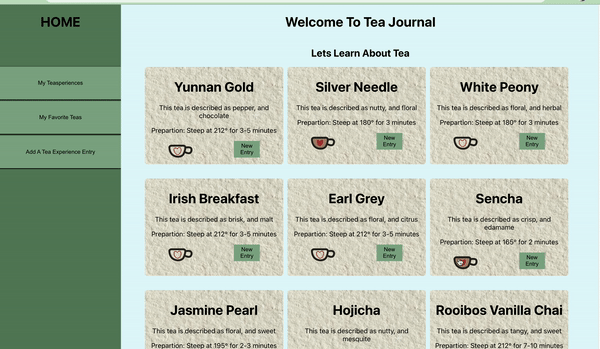 HOME
Welcome To Tea Journal
Lets Learn About Tea
My Teasperiences
My Favorite Teas
Add A Tea Experience Entry
Yunnan Gold
This tea is described as pepper, and
chocolate
Prepartion: Steep at 212° for 3-5 minutes
New
Entry
Silver Needle
This tea is described as nutty, and floral
Prepartion: Steep at 180° for 3 minutes
New
Entry
White Peony
This tea is described as floral, and herbal
Prepartion: Steep at 180° for 3 minutes
New
Entry
Irish Breakfast
This tea is described as brisk, and malt
Prepartion: Steep at 212° for 3-5 minutes
New
Entry
Earl Grey
This tea is described as floral, and citrus
Prepartion: Steep at 212° for 3-5 minutes
New
Entry
Sencha
This tea is described as crisp, and
edamame
Prepartion: Steep at 165° for 2 minutes
New
Entry
Jasmine Pearl
This tea is described as floral, and sweet
Prepartion: Steep at 195° for 2-3 minutes
Hojicha
This tea is described as nutty, and
mesquite
Rooibos Vanilla Chai
This tea is described as tangy, and sweet
Prepartion: Steep at 212° for 7-10 minutes